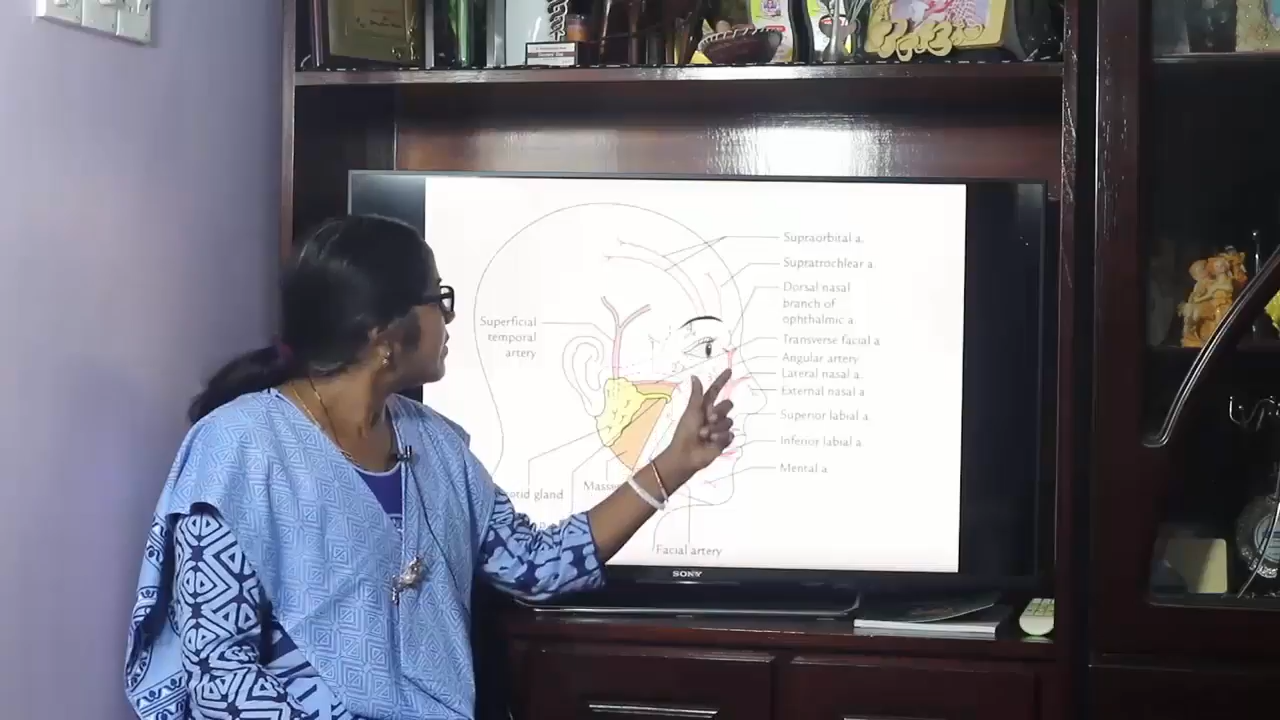 Supraorbital a.
Supratrochlear a.
Dorsal nasal
branch of
ophthalmic a.
Superficial
temporal
artery
Transverse facial a
Angular artery
Lateral nasal a.
External nasal a
Superior labial a
Inferior labial a
Mental a
gland
Facial artery
SONY